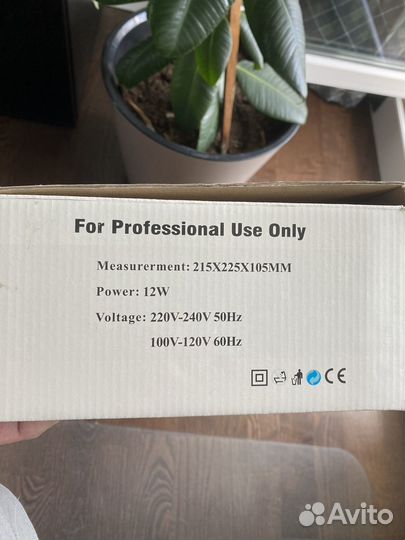 For Professional Use Only
Measurerment: 215X225X105MM
Power: 12W
Voltage: 220V-240V 50Hz
100V-120V 60Hz
CE
Avito